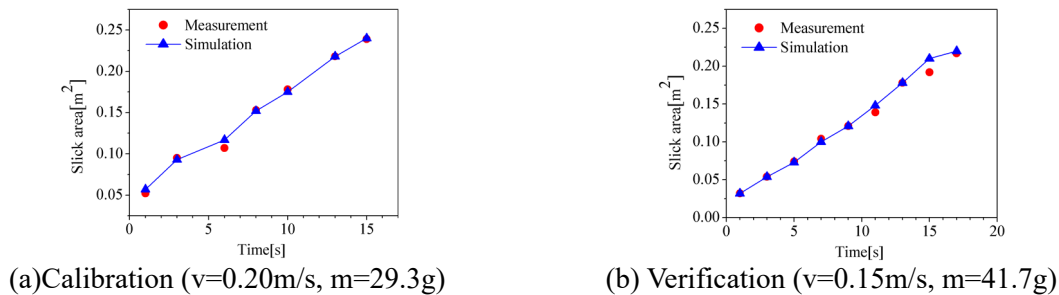 Measurement
Simulation
Slick area[m²]
0.25
0.20
0.15
0.10
0.05
0 5 10 15
Time[s]
(a)Calibration (v=0.20m/s, m=29.3g)
Measurement
Simulation
Slick area[m²]
0.25
0.20
0.15
0.10
0.05
0.00
0 5 10 15 20
Time[s]
(b) Verification (v=0.15m/s, m=41.7g)